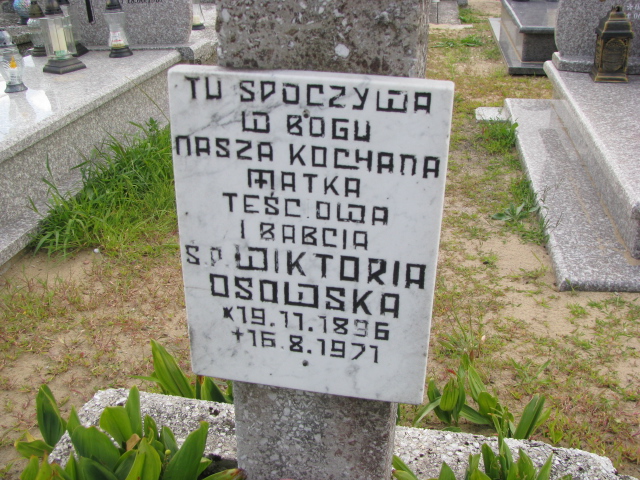 TU SPOCZYWA
W BOGU
NASZA KOCHANA
MATKA
TEŚCIOWA
I BABCIA
S.P. WIKTORIA
OSOWSKA
*19.11.1896
+16.8.1971